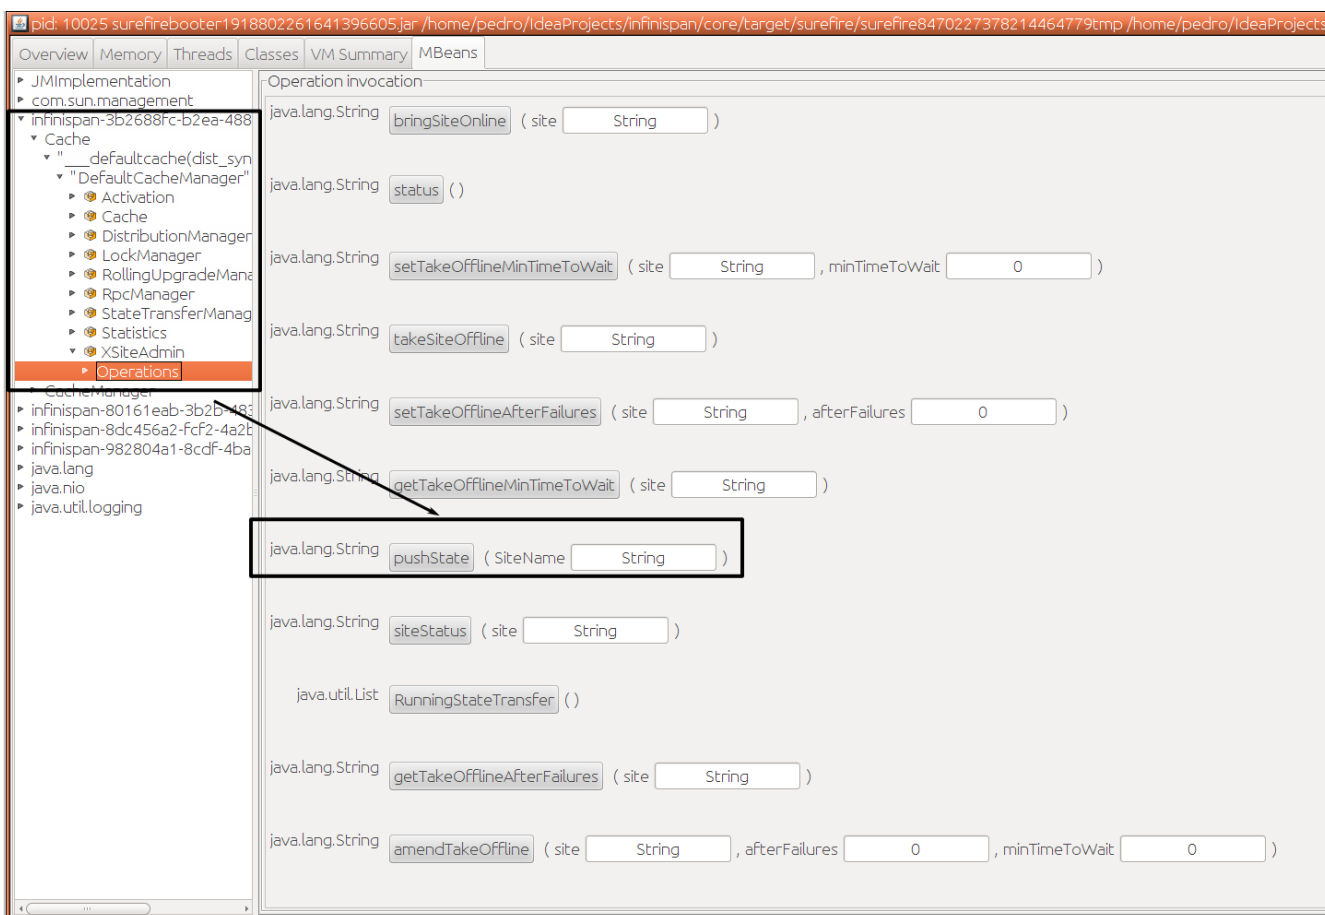 pid: 10025 surefirebooter1918802261641396605.jar /home/pedro/IdeaProjects/infinispan/core/target/surefire/surefire8470227378214464779tmp /home/pedro/IdeaProjects
Overview Memory Threads Classes VM Summary MBeans
JMImplementation
com.sun.management
infinispan-3b2688fc-b2ea-488
Cache
"___defaultcache(dist_syn
"DefaultCacheManager"
Activation
Cache
DistributionManager
LockManager
RollingUpgradeMana
RpcManager
StateTransferManag
Statistics
XSiteAdmin
Operations
CacheManager
infinispan-80161eab-3b2b-483
infinispan-8dc456a2-fcf2-4a2b
infinispan-982804a1-8cdf-4ba
java.lang
java.nio
java.util.logging
Operation invocation
java.lang.String bringSiteOnline ( site String )
java.lang.String status ( )
java.lang.String setTakeOfflineMinTimeToWait ( site String , minTimeToWait 0 )
java.lang.String takeSiteOffline ( site String )
java.lang.String setTakeOfflineAfterFailures ( site String , afterFailures 0 )
java.lang.String getTakeOfflineMinTimeToWait ( site String )
java.lang.String pushState ( SiteName String )
java.lang.String siteStatus ( site String )
java.util.List RunningStateTransfer ( )
java.lang.String getTakeOfflineAfterFailures ( site String )
java.lang.String amendTakeOffline ( site String , afterFailures 0 , minTimeToWait 0 )